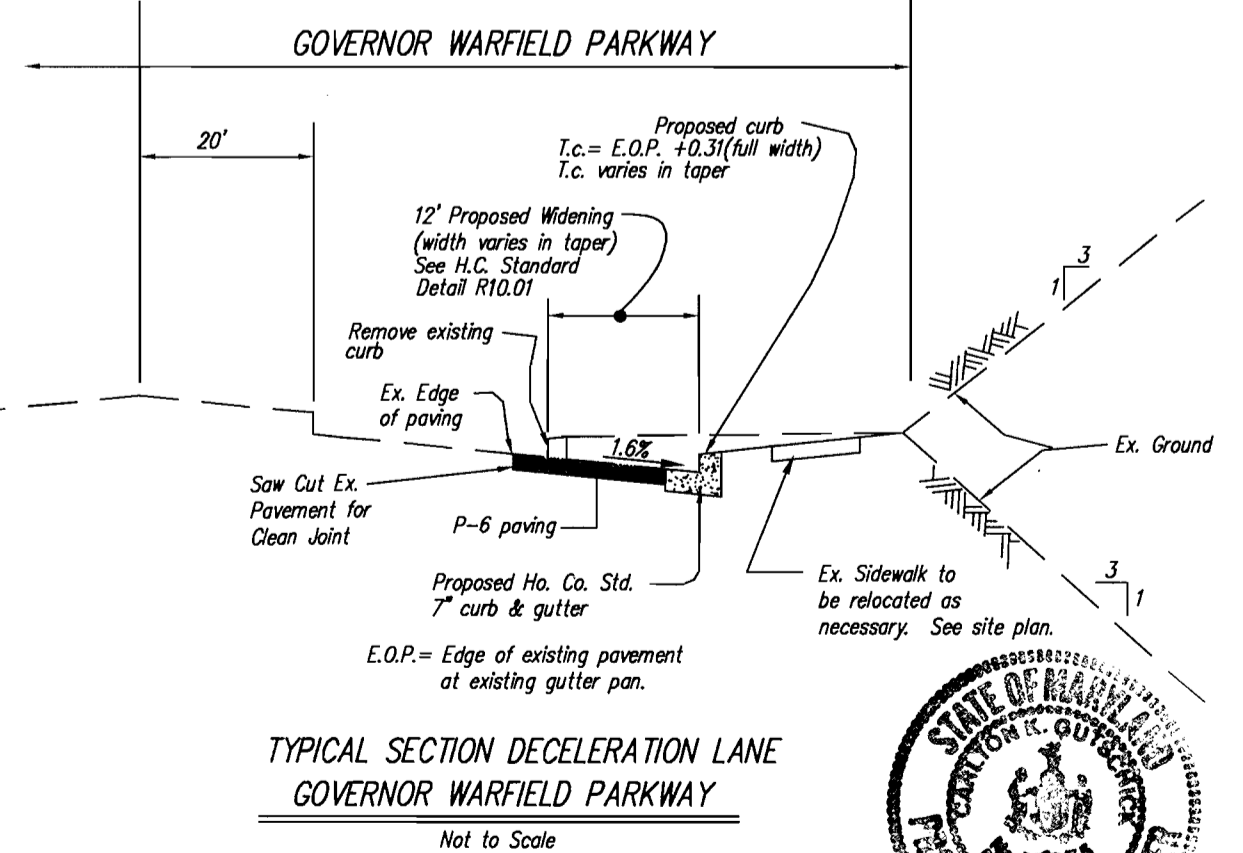 GOVERNOR WARFIELD PARKWAY
20'
Proposed curb
T.c.= E.O.P. +0.31(full width)
T.c. varies in taper
12' Proposed Widening
(width varies in taper)
See H.C. Standard
Detail R10.01
3
1
Remove existing
curb
Ex. Edge
of paving
1.6%
Ex. Ground
Saw Cut Ex.
Pavement for
Clean Joint
P-6 paving
Proposed Ho. Co. Std.
7" curb & gutter
Ex. Sidewalk to
be relocated as
necessary. See site plan.
3
1
E.O.P.= Edge of existing pavement
at existing gutter pan.
TYPICAL SECTION DECELERATION LANE
GOVERNOR WARFIELD PARKWAY
Not to Scale
STATE OF MARYLAND
CARLTON K. GUTSCHICK